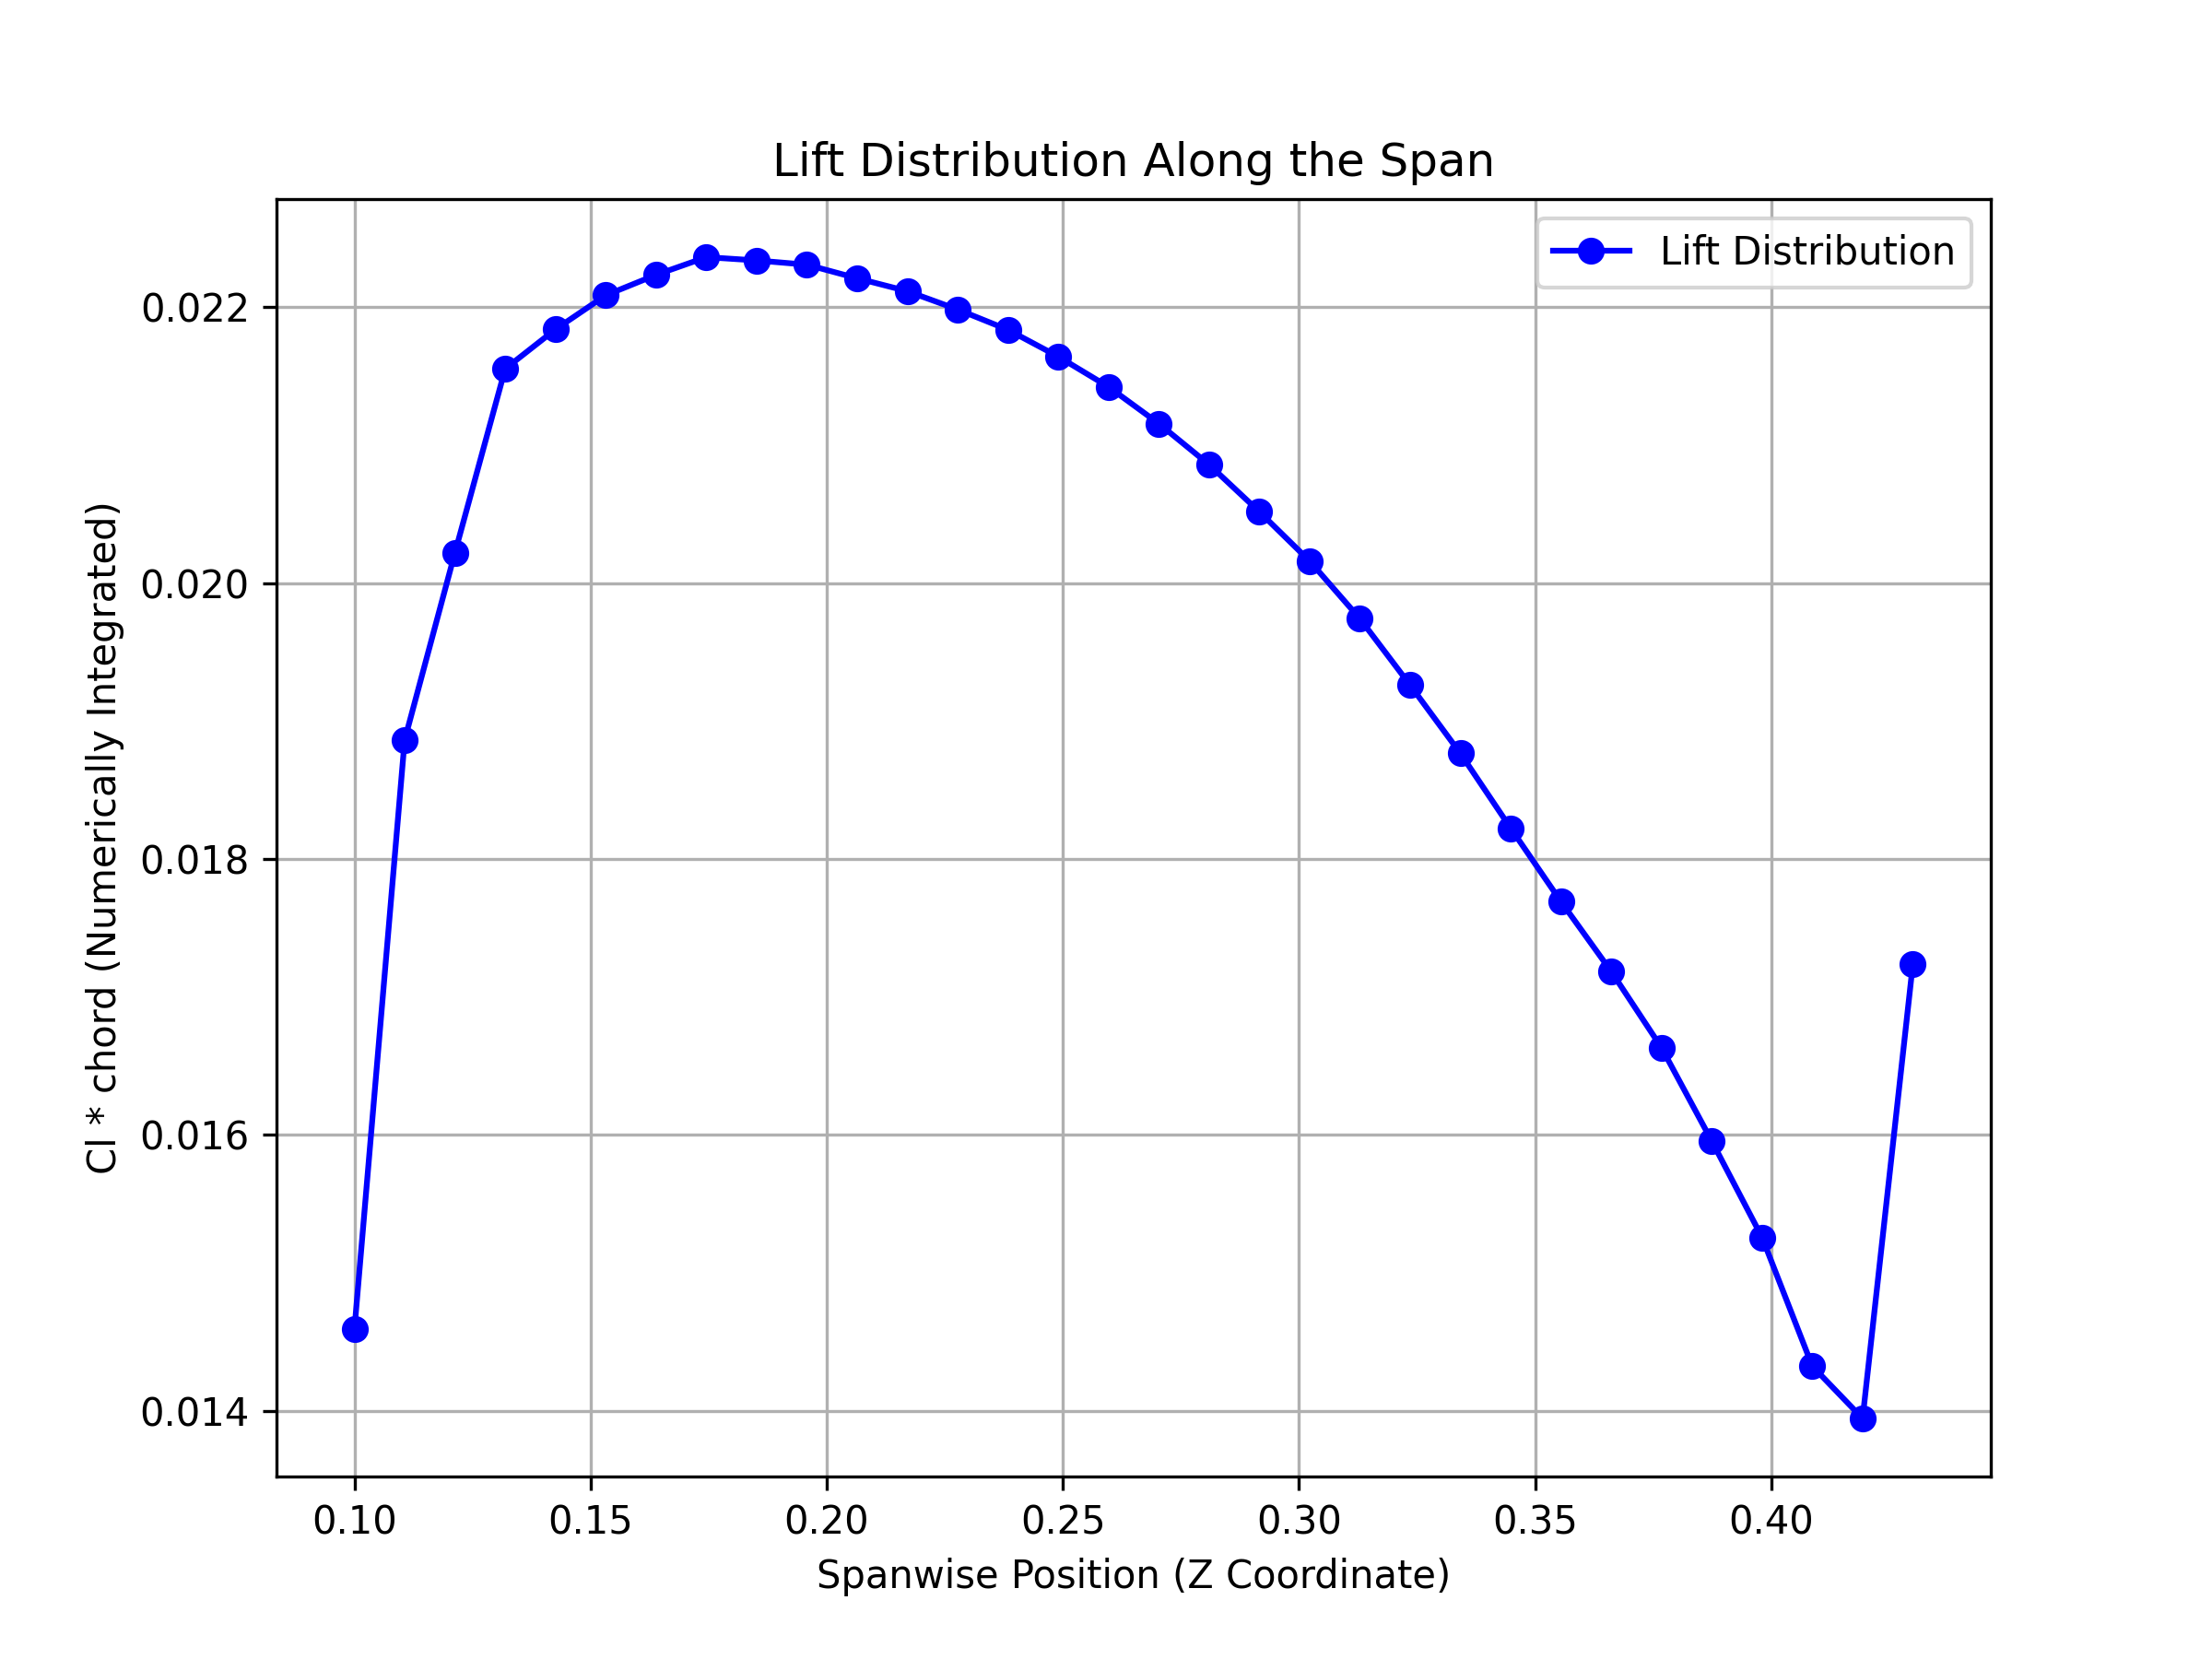 Lift Distribution Along the Span
Lift Distribution
0.022
0.020
0.018
0.016
0.014
Cl * chord (Numerically Integrated)
0.10 0.15 0.20 0.25 0.30 0.35 0.40
Spanwise Position (Z Coordinate)